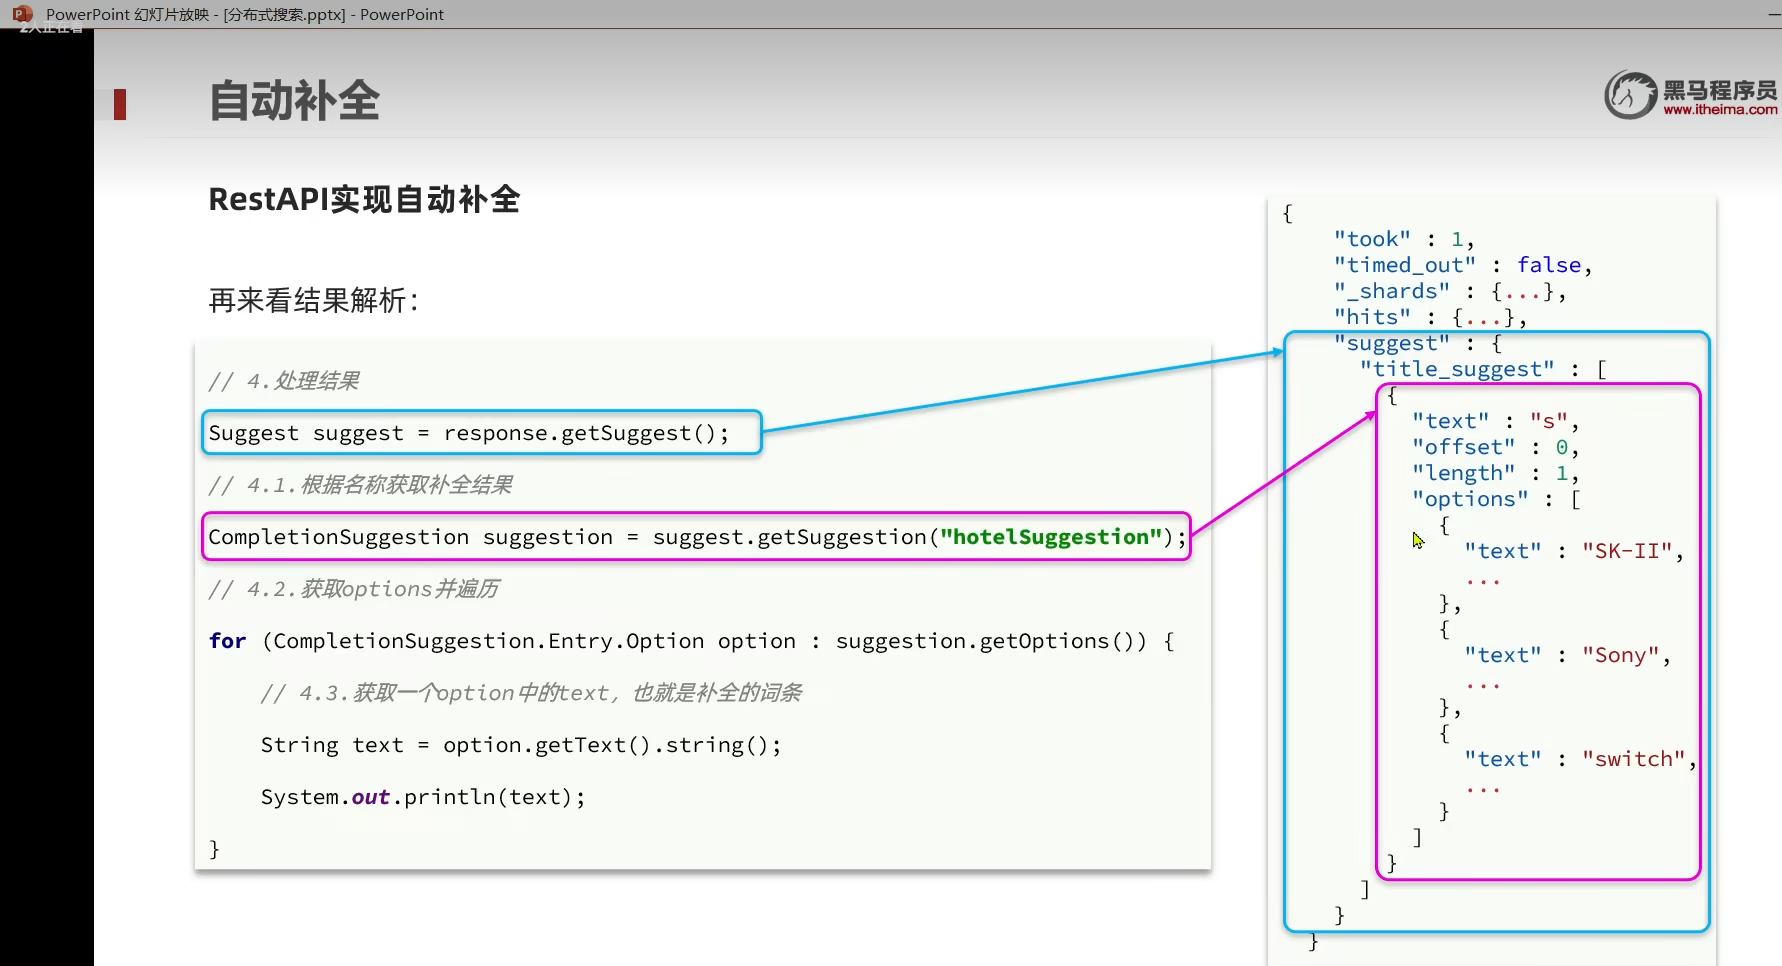 PowerPoint 幻灯片放映 - [分布式搜索.pptx] - PowerPoint
2人正在看
自动补全
黑马程序员
www.itheima.com
RestAPI实现自动补全
再来看结果解析：
// 4.处理结果
Suggest suggest = response.getSuggest();
// 4.1.根据名称获取补全结果
CompletionSuggestion suggestion = suggest.getSuggestion("hotelSuggestion");
// 4.2.获取options并遍历
for (CompletionSuggestion.Entry.Option option : suggestion.getOptions()) {
// 4.3.获取一个option中的text，也就是补全的词条
String text = option.getText().string();
System.out.println(text);
}
{
"took" : 1,
"timed_out" : false,
"_shards" : {...},
"hits" : {...},
"suggest" : {
"title_suggest" : [
{
"text" : "s",
"offset" : 0,
"length" : 1,
"options" : [
{
"text" : "SK-II",
...
},
{
"text" : "Sony",
...
},
{
"text" : "switch",
...
}
]
}
]
}
}